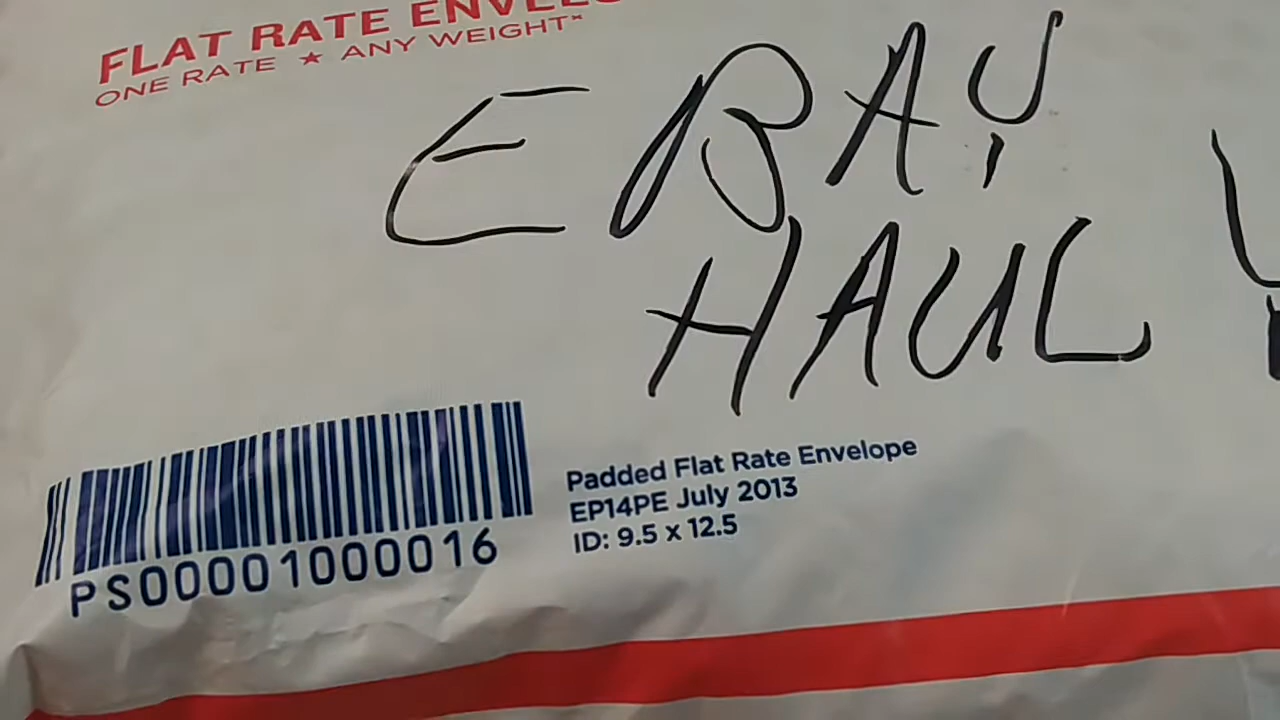 FLAT RATE ENVELO
ONE RATE ★ ANY WEIGHT*
EBAY
HAUL
PS00001000016
Padded Flat Rate Envelope
EP14PE July 2013
ID: 9.5 x 12.5